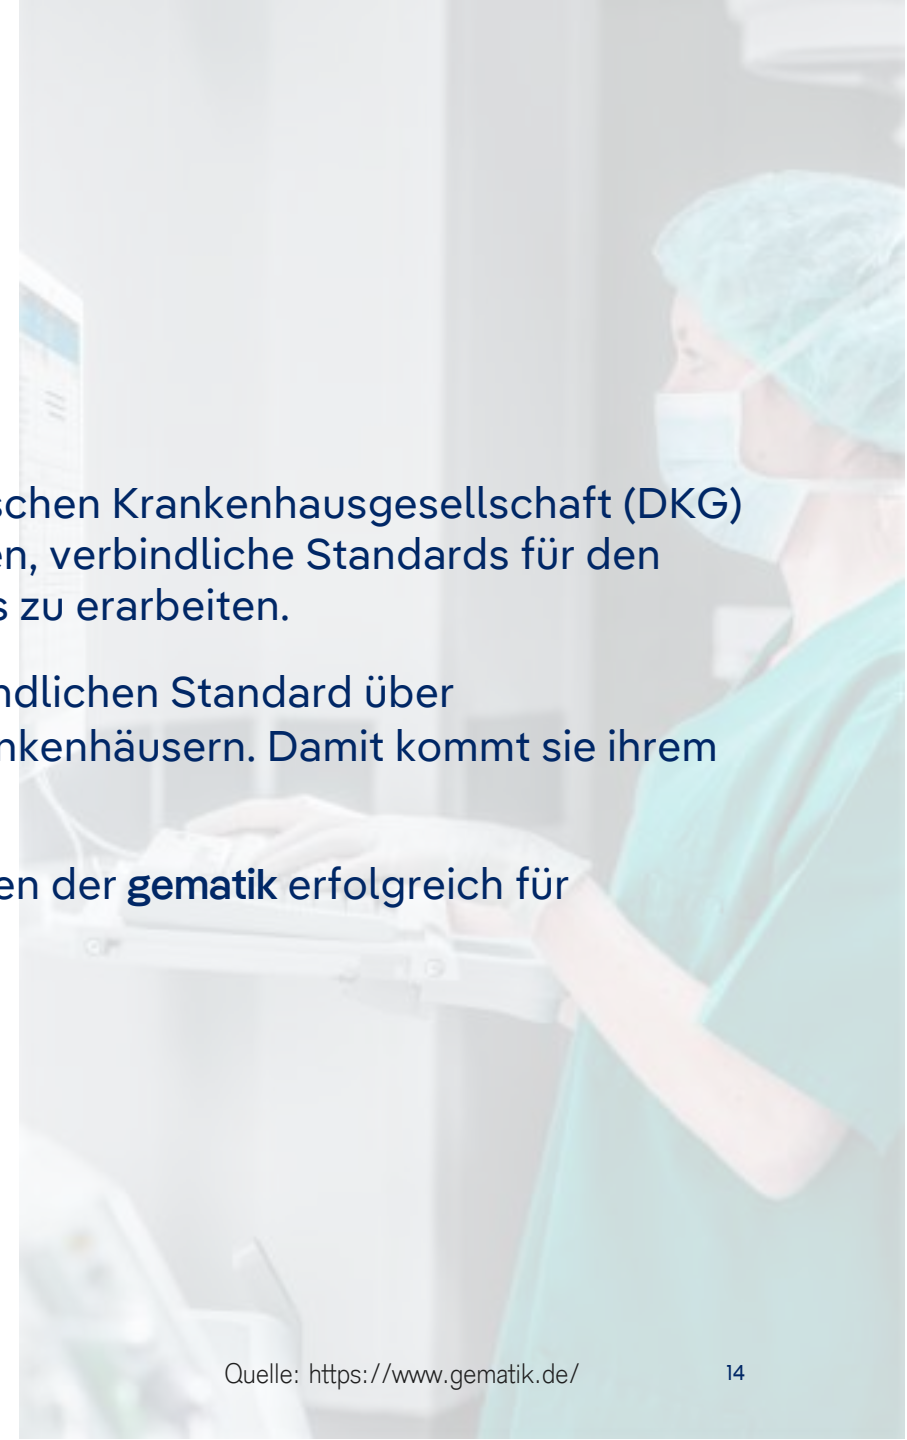 schen Krankenhausgesellschaft (DKG)
en, verbindliche Standards für den
s zu erarbeiten.
ndlichen Standard über
nkenhäusern. Damit kommt sie ihrem
en der gematik erfolgreich für
Quelle: https://www.gematik.de/
14